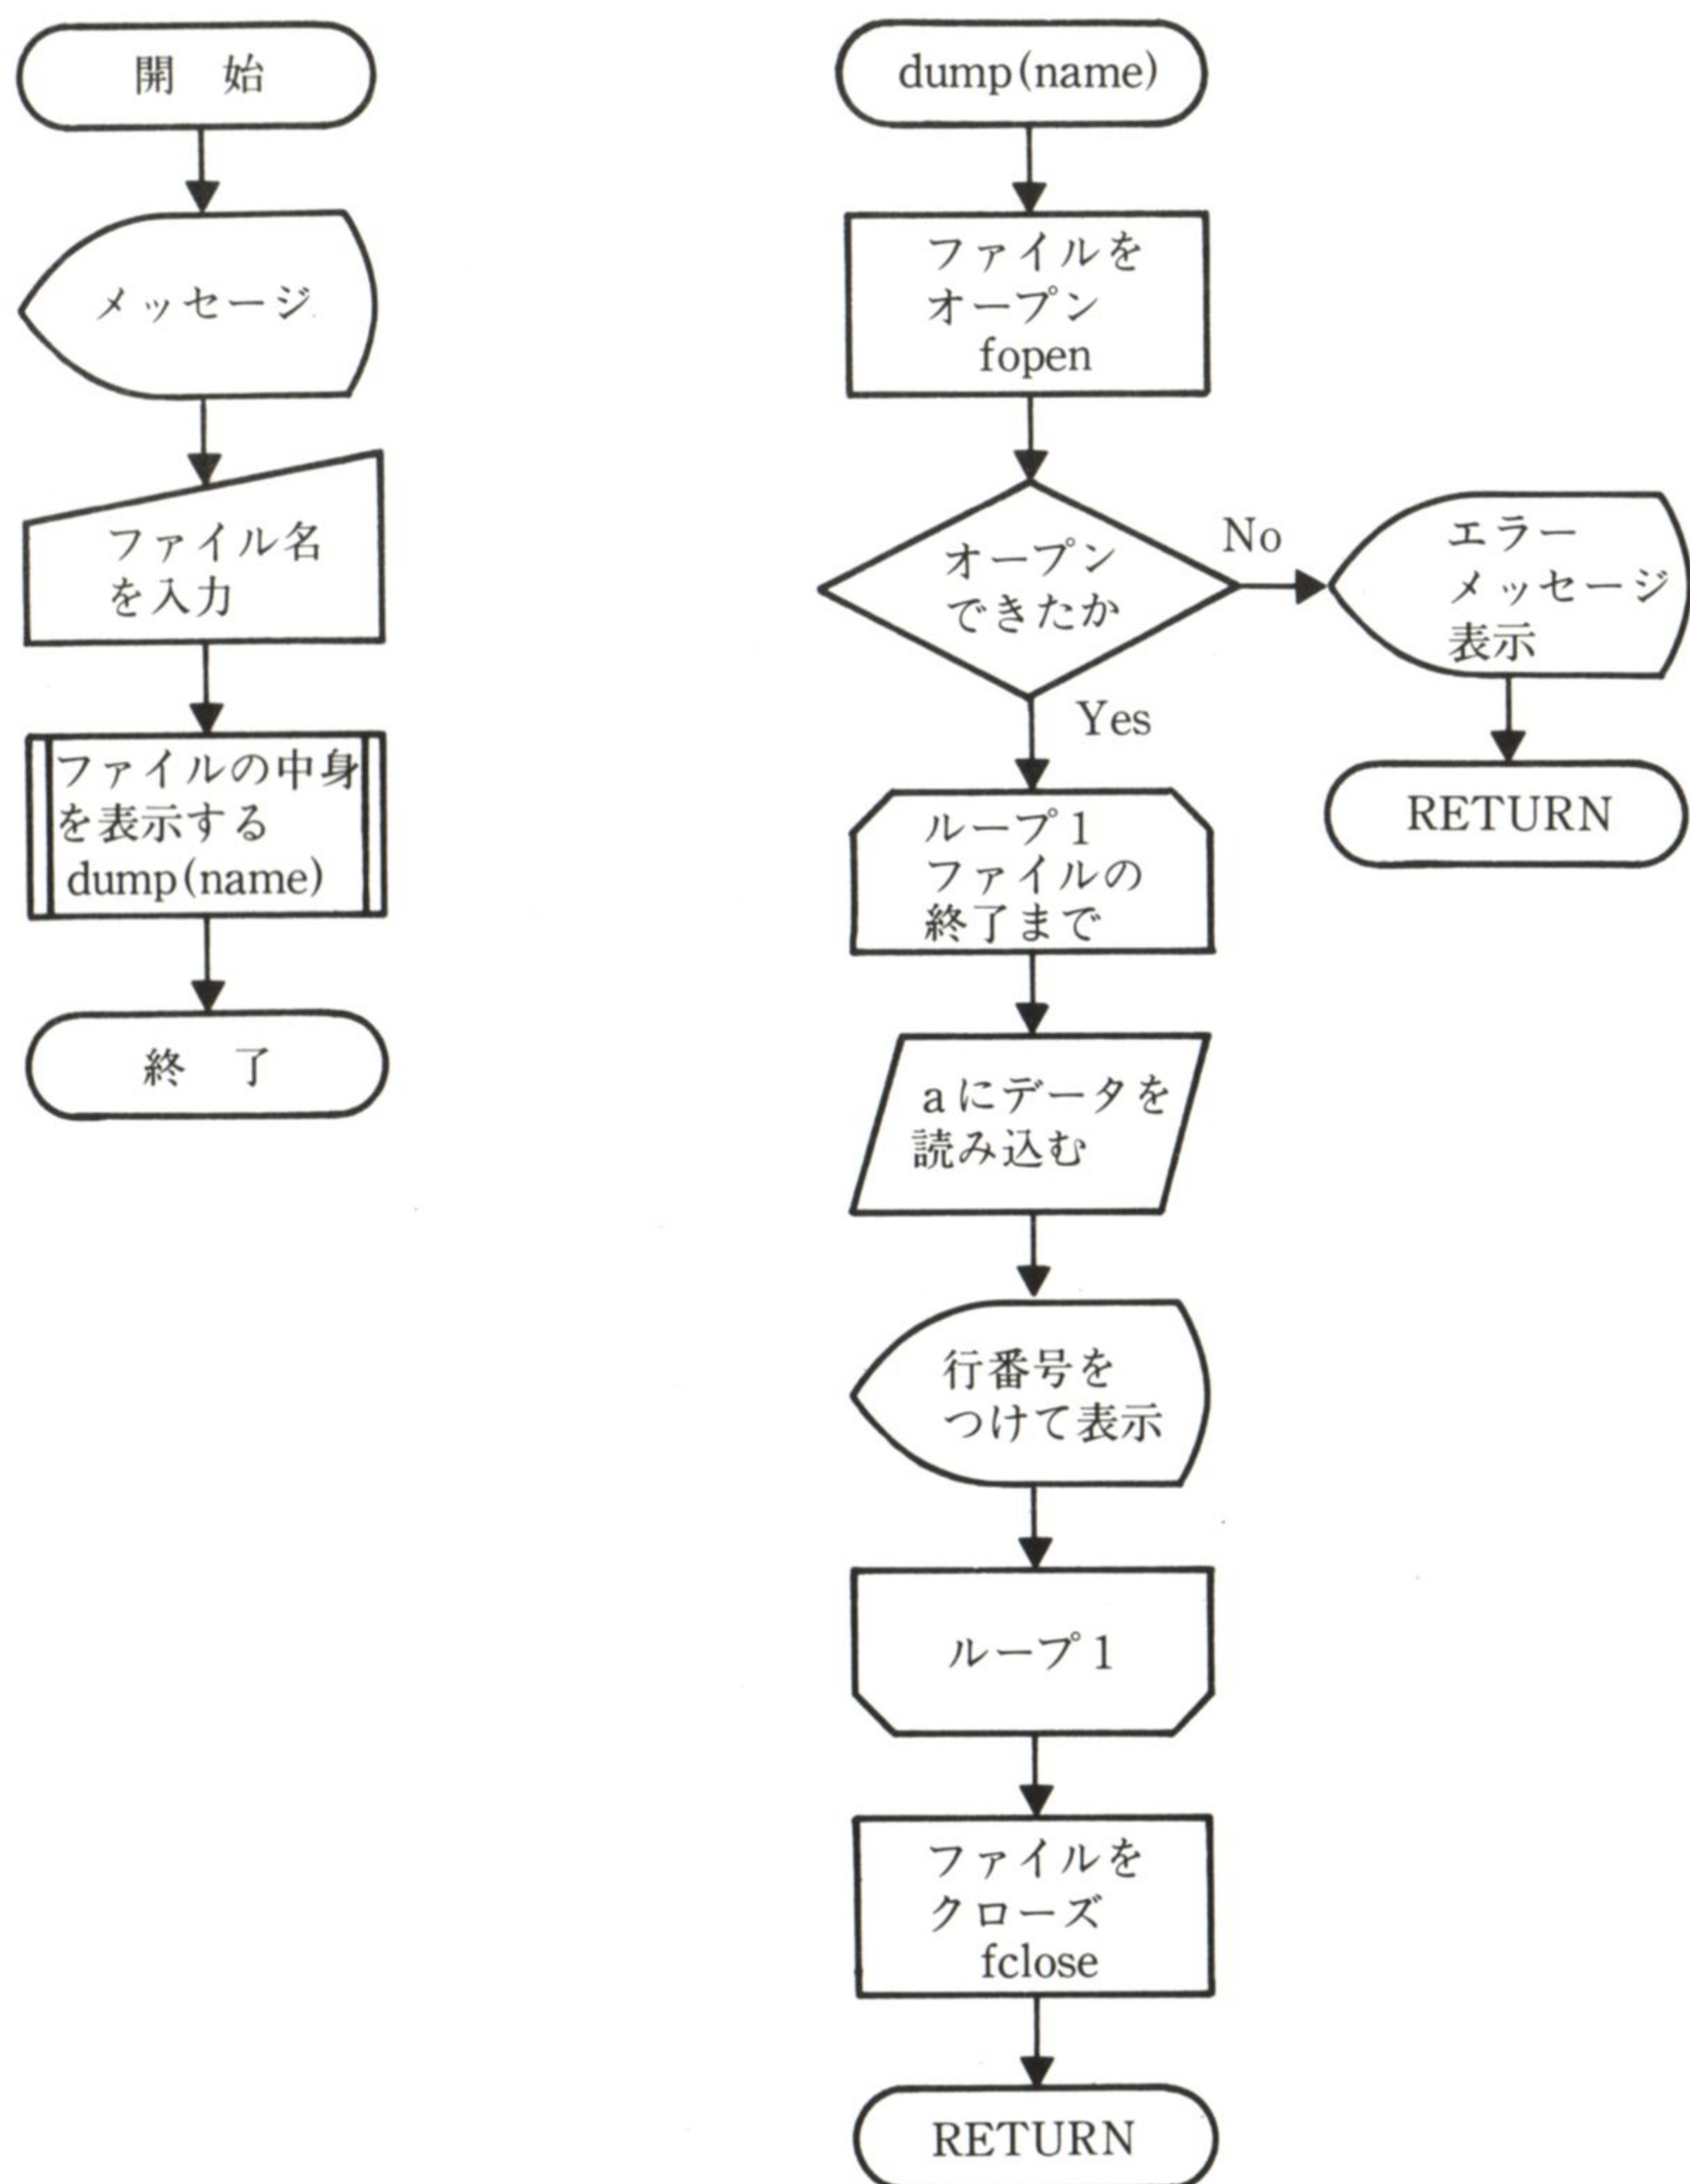 開　始
メッセージ
ファイル名
を入力
ファイルの中身
を表示する
dump(name)
終　了
dump(name)
ファイルを
オープン
fopen
オープン
できたか
No
エラー
メッセージ
表示
RETURN
Yes
ループ1
ファイルの
終了まで
aにデータを
読み込む
行番号を
つけて表示
ループ1
ファイルを
クローズ
fclose
RETURN